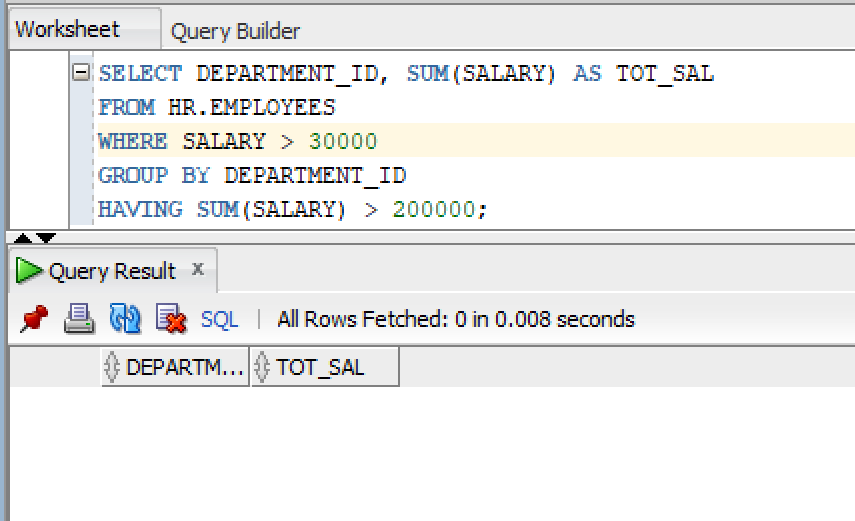 Worksheet Query Builder
SELECT DEPARTMENT_ID, SUM(SALARY) AS TOT_SAL
FROM HR.EMPLOYEES
WHERE SALARY > 30000
GROUP BY DEPARTMENT_ID
HAVING SUM(SALARY) > 200000;
Query Result x
SQL | All Rows Fetched: 0 in 0.008 seconds
DEPARTM... TOT_SAL